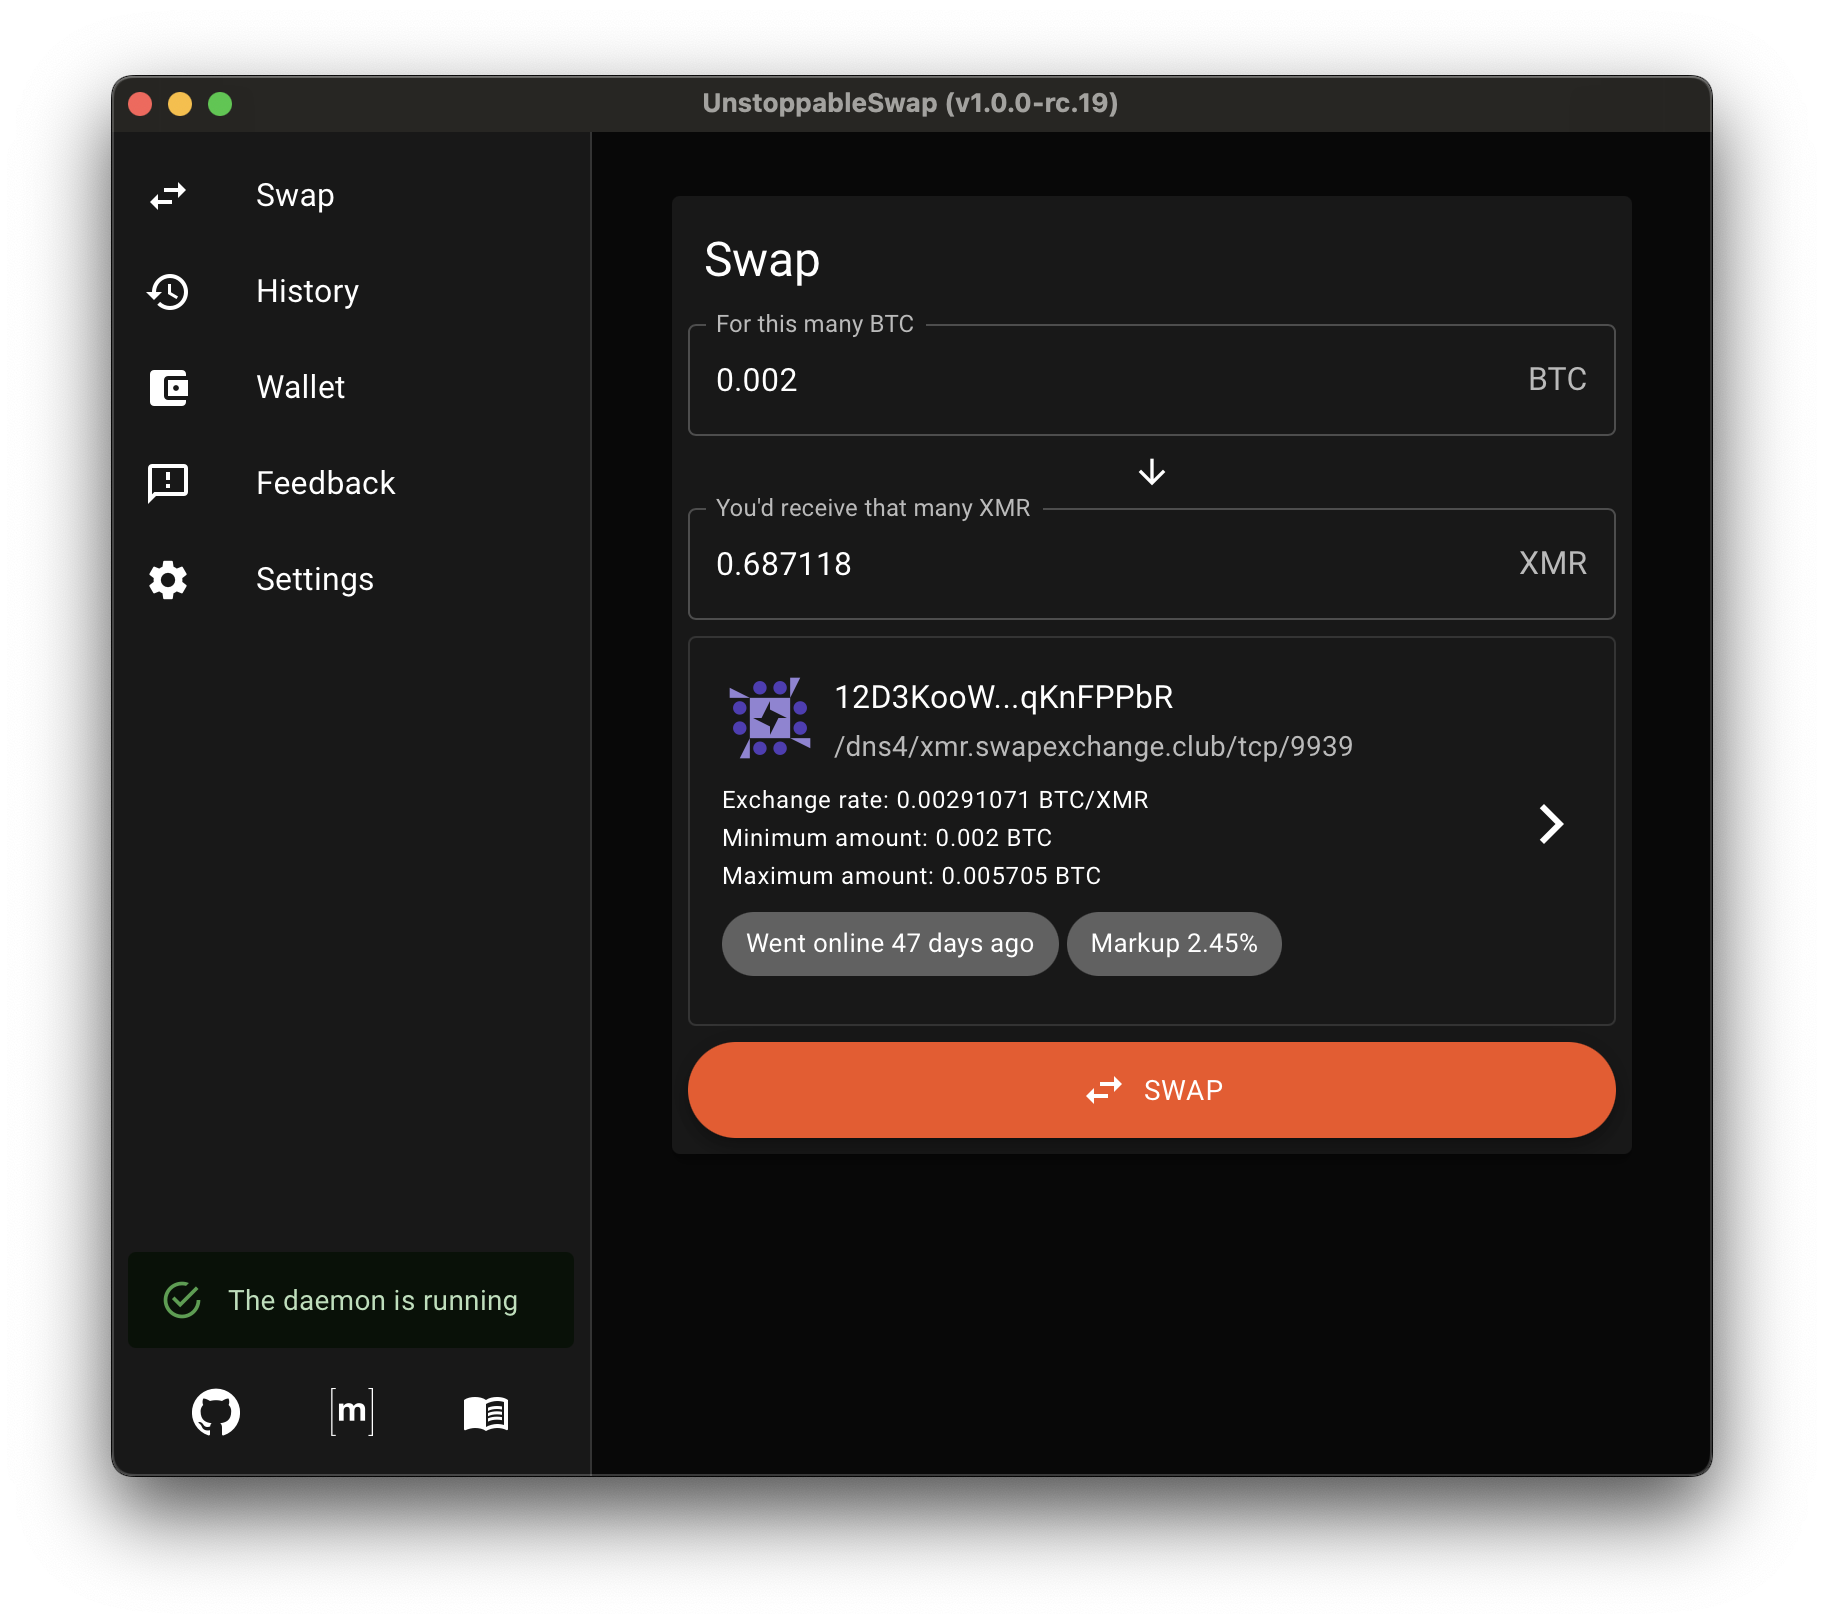 UnstoppableSwap (v1.0.0-rc.19)
Swap
History
Wallet
Feedback
Settings
The daemon is running
[m]
Swap
For this many BTC
0.002 BTC
You'd receive that many XMR
0.687118 XMR
12D3KooW...qKnFPPbR
/dns4/xmr.swapexchange.club/tcp/9939
Exchange rate: 0.00291071 BTC/XMR
Minimum amount: 0.002 BTC
Maximum amount: 0.005705 BTC
Went online 47 days ago Markup 2.45%
SWAP